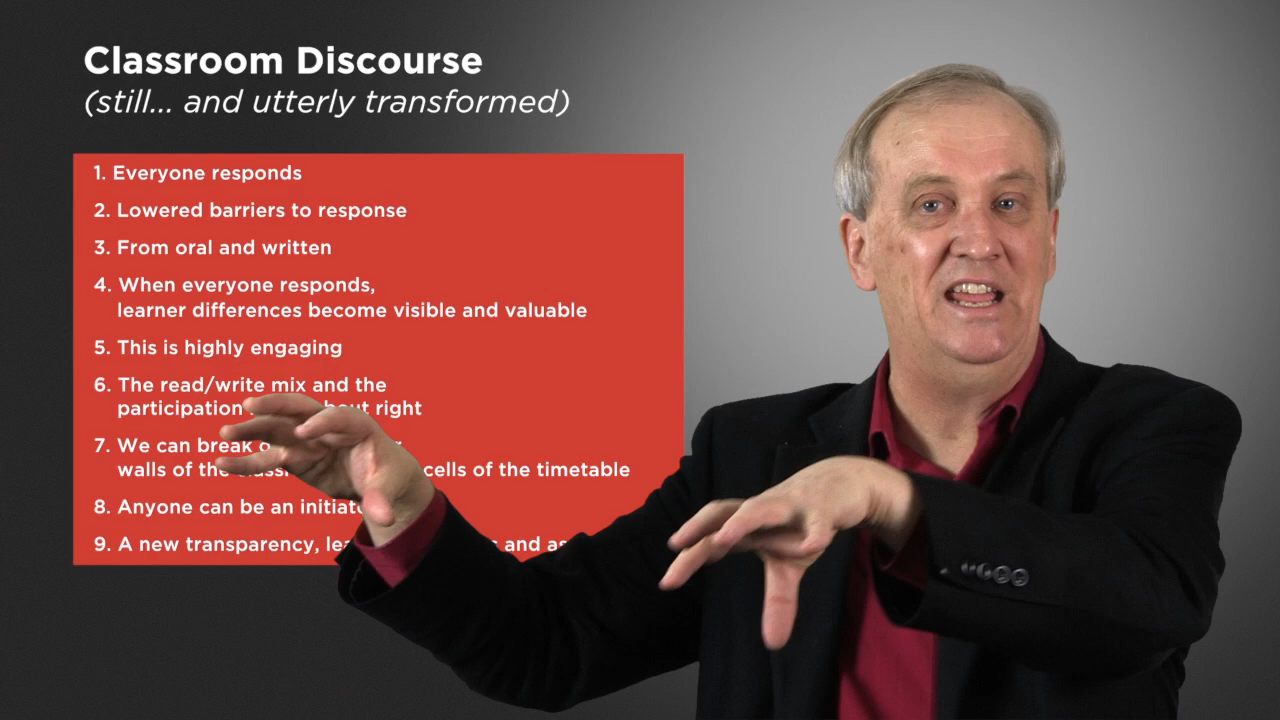 Classroom Discourse
(still... and utterly transformed)
1. Everyone responds
2. Lowered barriers to response
3. From oral and written
4. When everyone responds,
learner differences become visible and valuable
5. This is highly engaging
6. The read/write mix and the
participation right
7. We can break
walls of the cells of the timetable
8. Anyone can be an
9. A new transparency, and